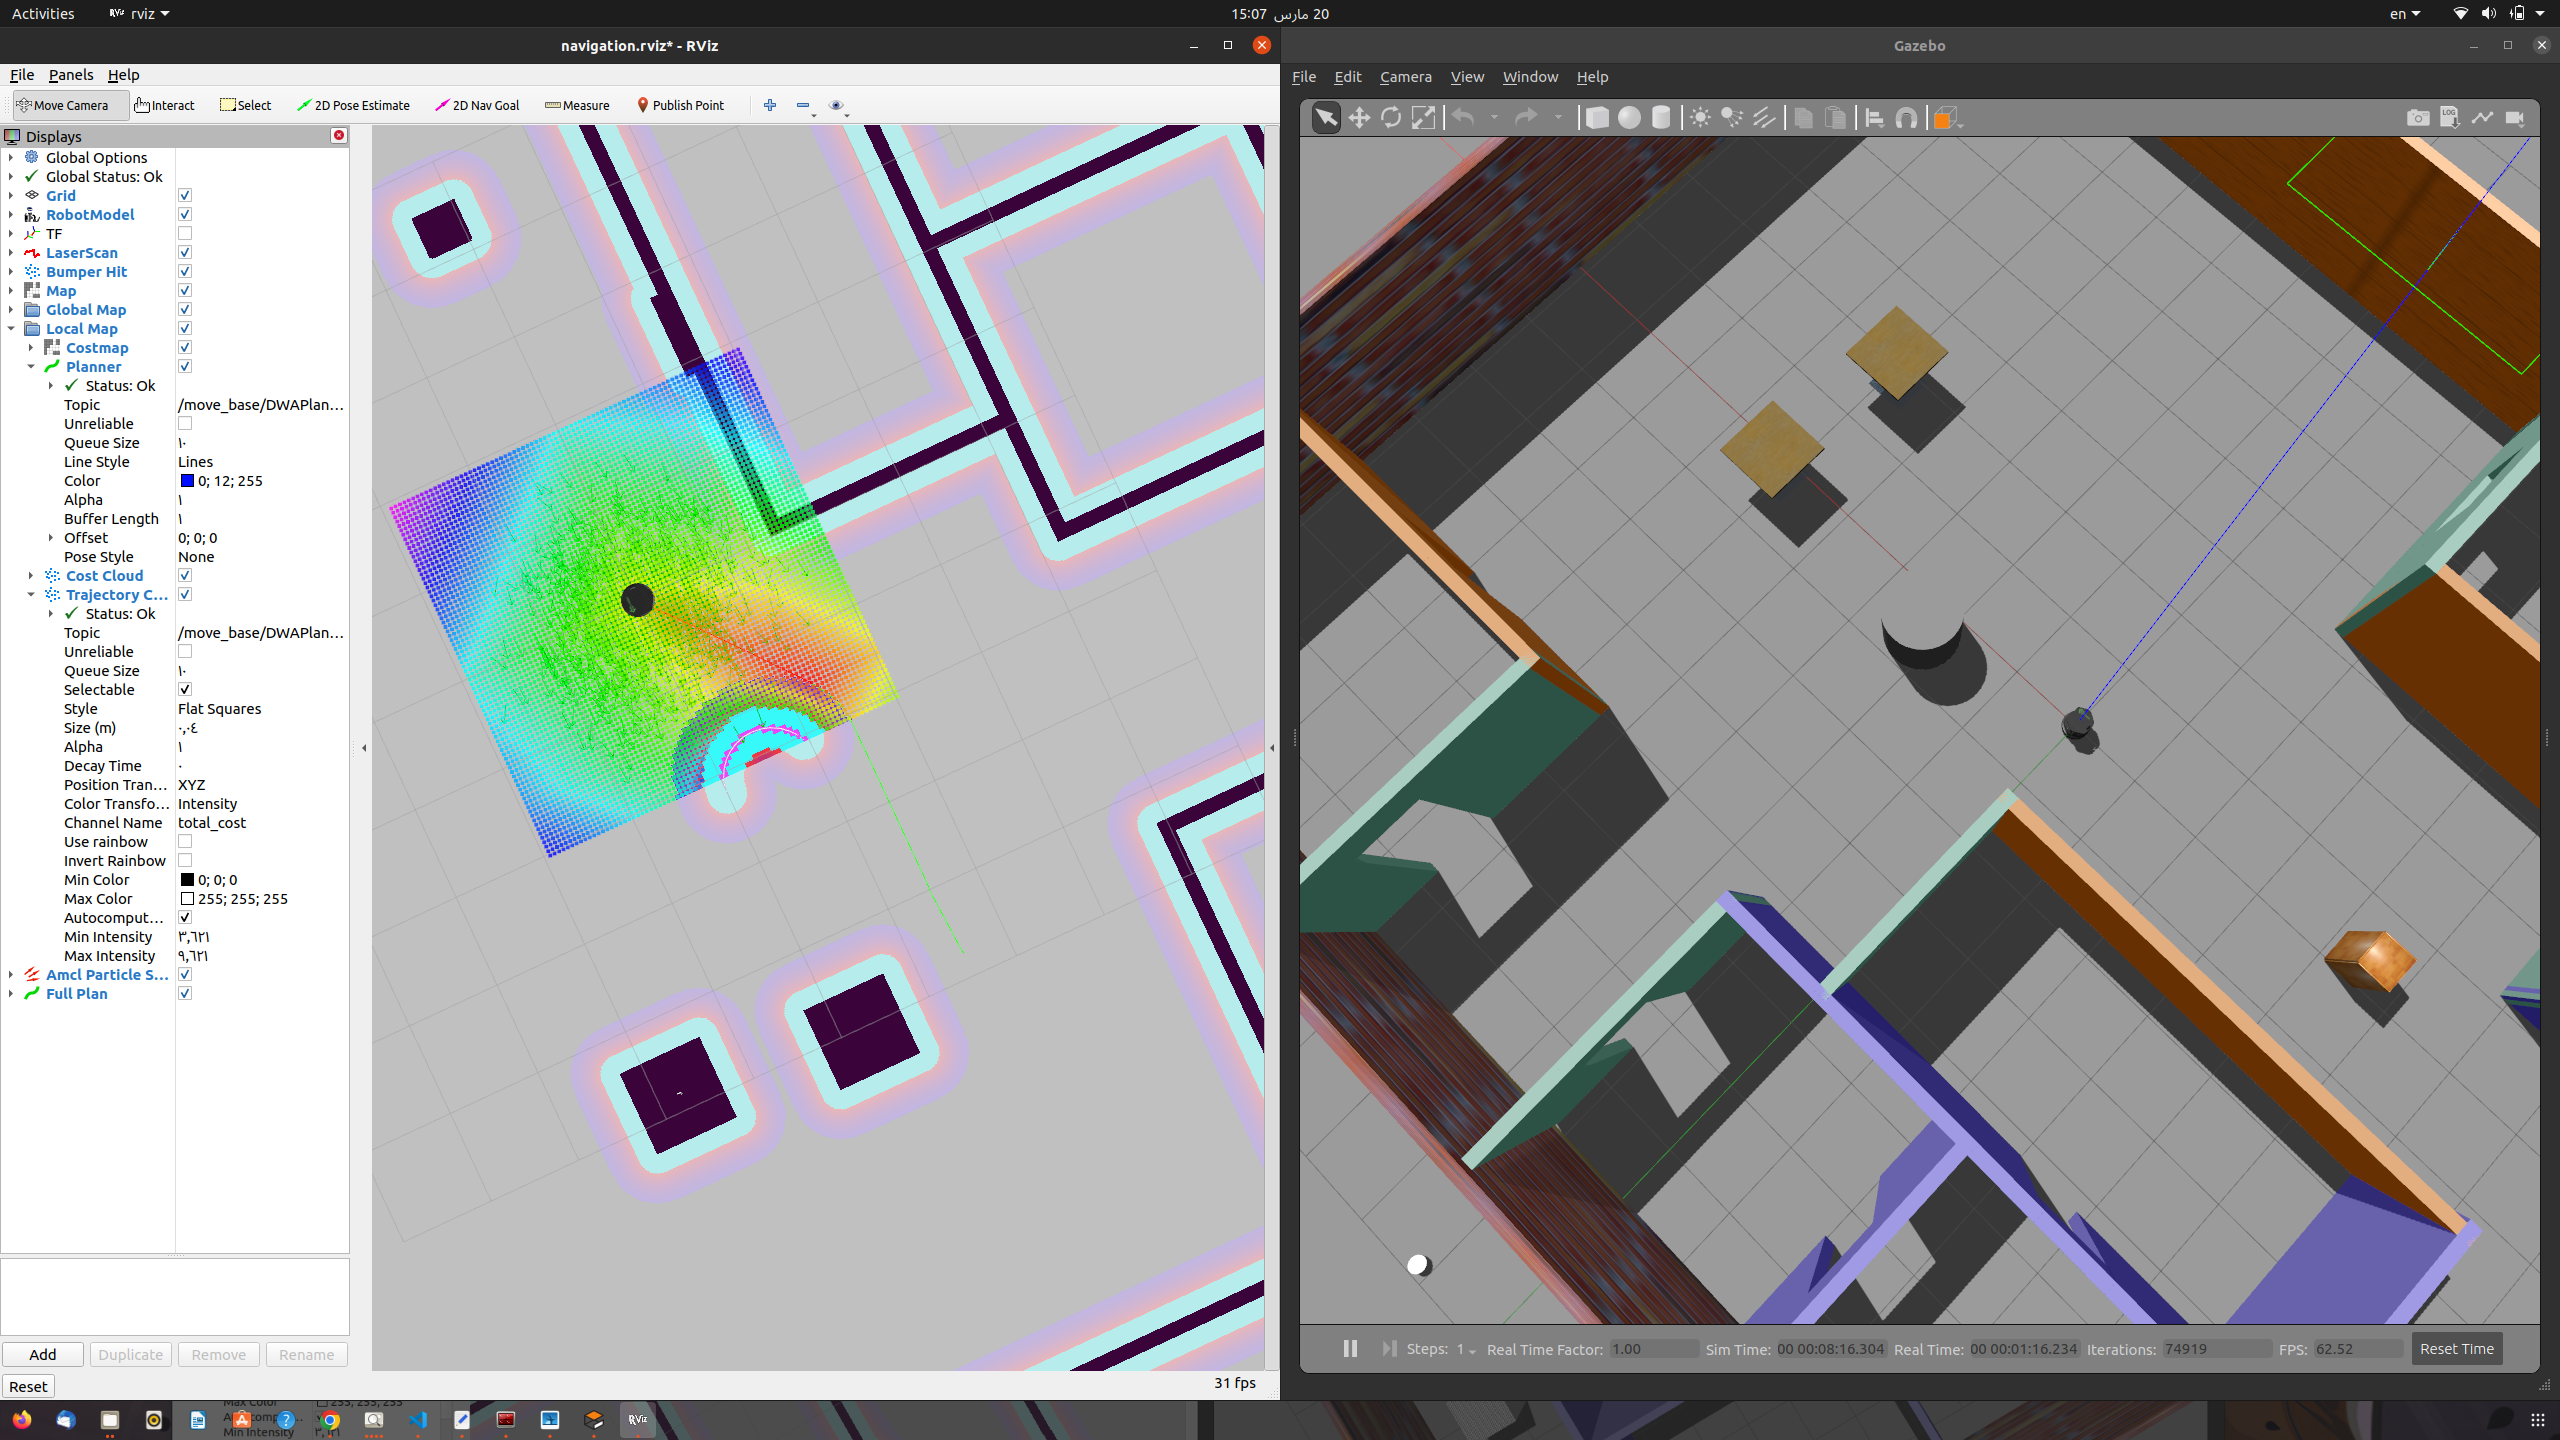 Activities
rviz
15:07 20 مارس
en
navigation.rviz* - RViz
Gazebo
File Panels Help
File Edit Camera View Window Help
Move Camera Interact Select 2D Pose Estimate 2D Nav Goal Measure Publish Point
LOG
Displays
Global Options
Global Status: Ok
Grid
RobotModel
TF
LaserScan
Bumper Hit
Map
Global Map
Local Map
Costmap
Planner
Status: Ok
Topic /move_base/DWAPlan...
Unreliable
Queue Size ١٠
Line Style Lines
Color 0; 12; 255
Alpha ١
Buffer Length ١
Offset 0; 0; 0
Pose Style None
Cost Cloud
Trajectory C...
Status: Ok
Topic /move_base/DWAPlan...
Unreliable
Queue Size ١٠
Selectable
Style Flat Squares
Size (m) ٠٫٠٤
Alpha ١
Decay Time ٠
Position Tran... XYZ
Color Transfo... Intensity
Channel Name total_cost
Use rainbow
Invert Rainbow
Min Color 0; 0; 0
Max Color 255; 255; 255
Autocomput...
Min Intensity ٣٫٦٢١
Max Intensity ٩٫٦٢١
Amcl Particle S...
Full Plan
Add Duplicate Remove Rename
Reset
31 fps
Steps: 1 Real Time Factor: 1.00 Sim Time: 00 00:08:16.304 Real Time: 00 00:01:16.234 Iterations: 74919 FPS: 62.52 Reset Time
RViz
Min Intensity